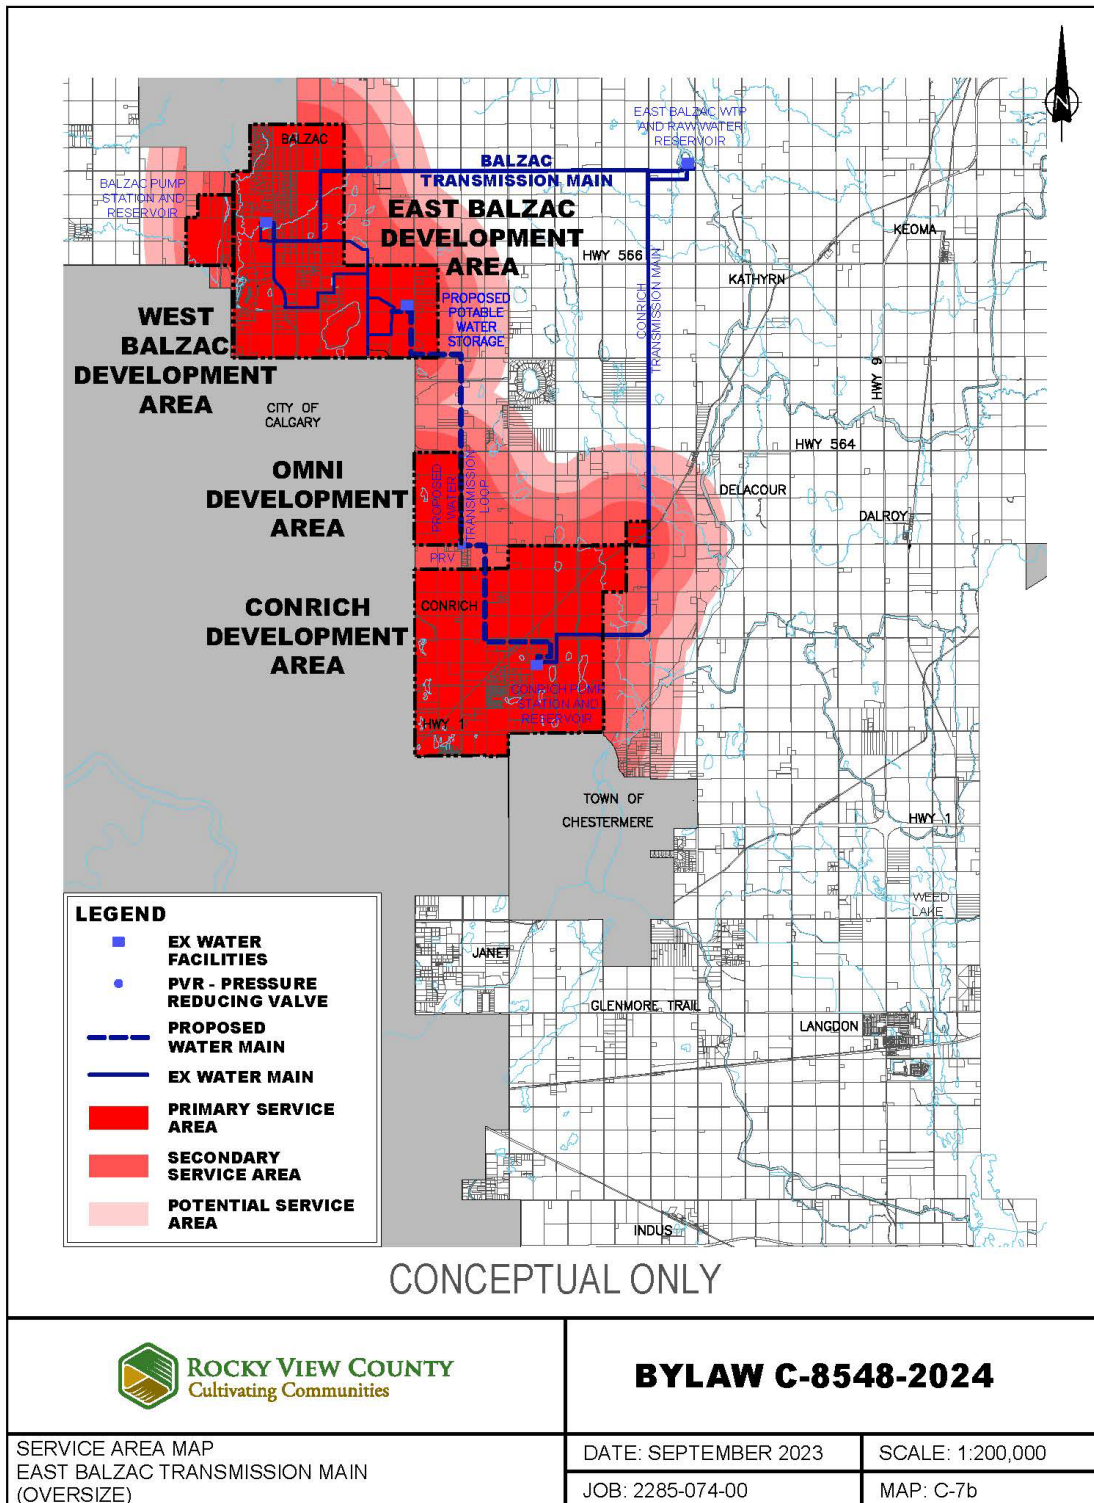 EAST BALZAC WTP
AND RAW WATER
RESERVOIR
BALZAC
BALZAC
TRANSMISSION MAIN
BALZAC PUMP
STATION AND
RESERVOIR
EAST BALZAC
DEVELOPMENT
AREA
HWY 566
KEOMA
KATHYRN
CONRICH
TRANSMISSION MAIN
PROPOSED
POTABLE
WATER
STORAGE
WEST
BALZAC
DEVELOPMENT
AREA
HWY 9
CITY OF
CALGARY
HWY 564
OMNI
DEVELOPMENT
AREA
PROPOSED
WATER
TRANSMISSION
LOOP
DELACOUR
DALROY
PRV
CONRICH
DEVELOPMENT
AREA
CONRICH
CONRICH PUMP
STATION AND
RESERVOIR
HWY 1
TOWN OF
CHESTERMERE
HWY 1
WEED
LAKE
JANET
GLENMORE TRAIL
LANGDON
INDUS
LEGEND
EX WATER
FACILITIES
PVR - PRESSURE
REDUCING VALVE
PROPOSED
WATER MAIN
EX WATER MAIN
PRIMARY SERVICE
AREA
SECONDARY
SERVICE AREA
POTENTIAL SERVICE
AREA
N
CONCEPTUAL ONLY
ROCKY VIEW COUNTY
Cultivating Communities
BYLAW C-8548-2024
SERVICE AREA MAP
EAST BALZAC TRANSMISSION MAIN
(OVERSIZE)
DATE: SEPTEMBER 2023
SCALE: 1:200,000
JOB: 2285-074-00
MAP: C-7b